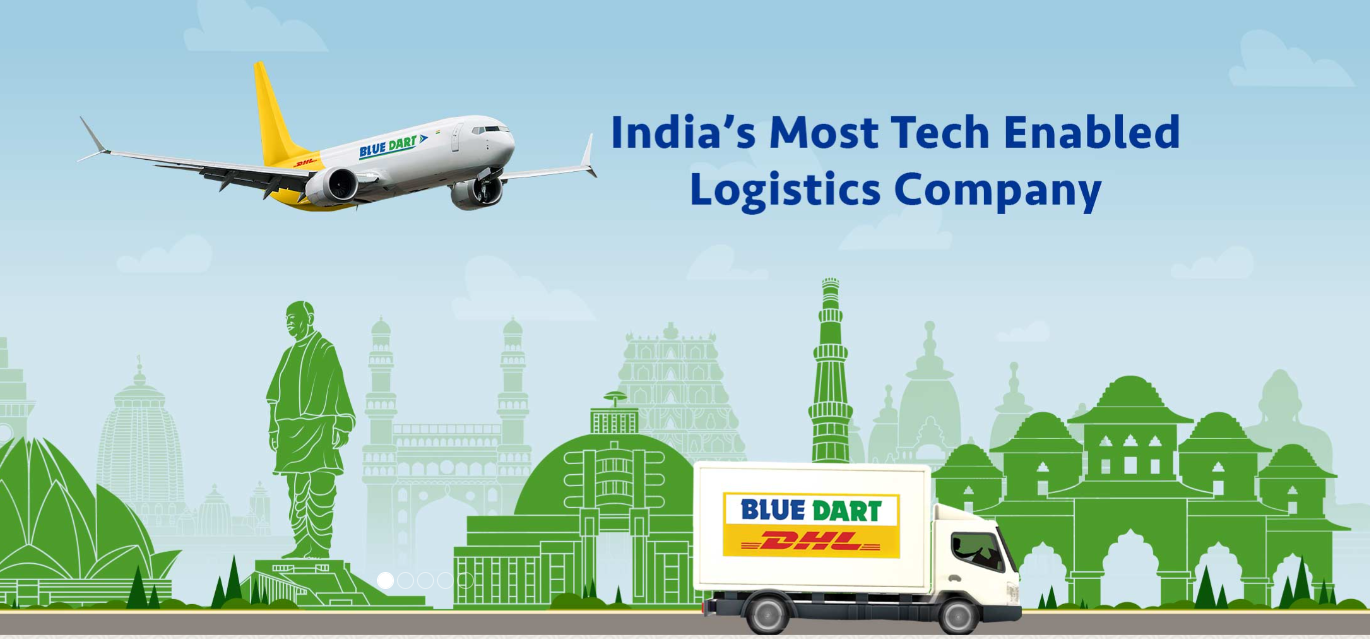 India's Most Tech Enabled
Logistics Company
BLUE DART
DHL
BLUE DART
DHL